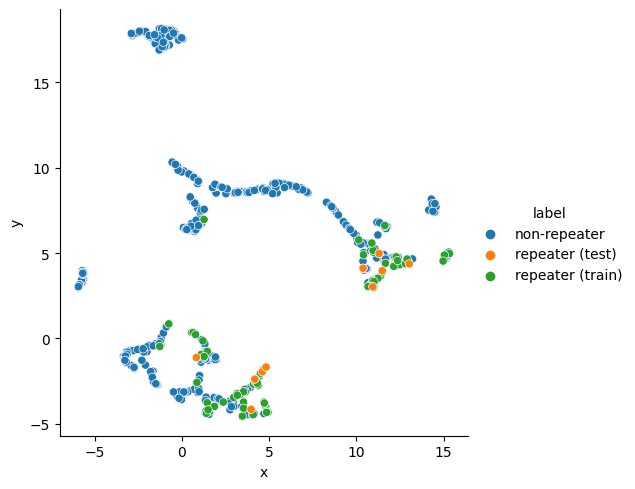 15
10
5
0
−5
y
−5
0
5
10
15
x
label
non-repeater
repeater (test)
repeater (train)